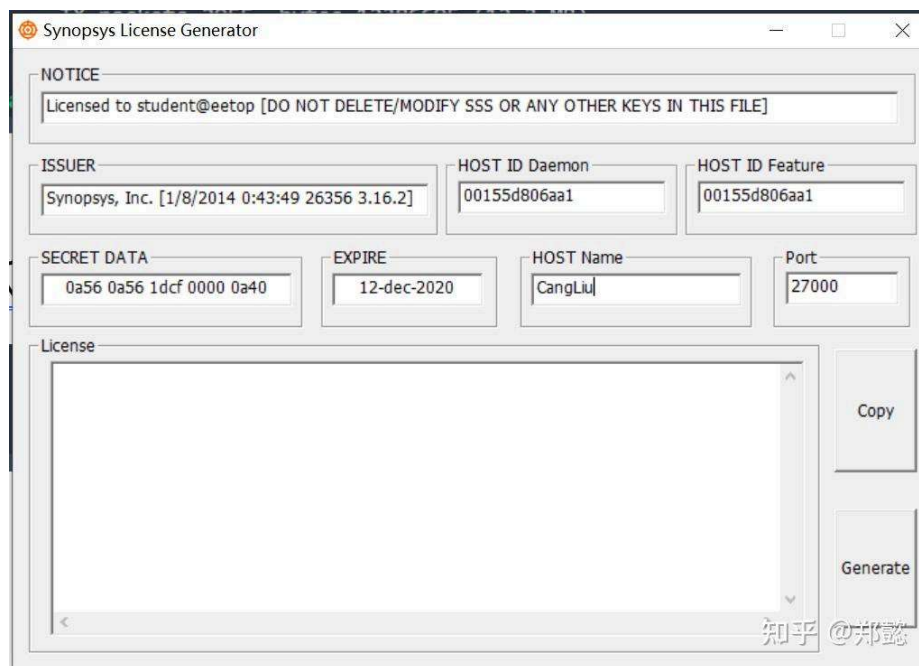 Synopsys License Generator
NOTICE
Licensed to student@eetop [DO NOT DELETE/MODIFY SSS OR ANY OTHER KEYS IN THIS FILE]
ISSUER
HOST ID Daemon
HOST ID Feature
Synopsys, Inc. [1/8/2014 0:43:49 26356 3.16.2]
00155d806aa1
00155d806aa1
SECRET DATA
EXPIRE
HOST Name
Port
0a56 0a56 1dcf 0000 0a40
12-dec-2020
CangLiu
27000
License
Copy
Generate
知乎 @郑懿